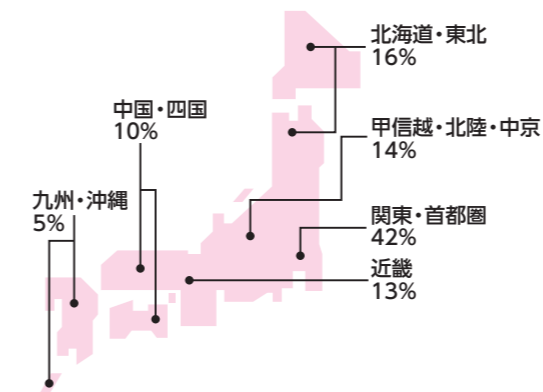 北海道・東北
16%
中国・四国
10%
甲信越・北陸・中京
14%
九州・沖縄
5%
関東・首都圏
42%
近畿
13%